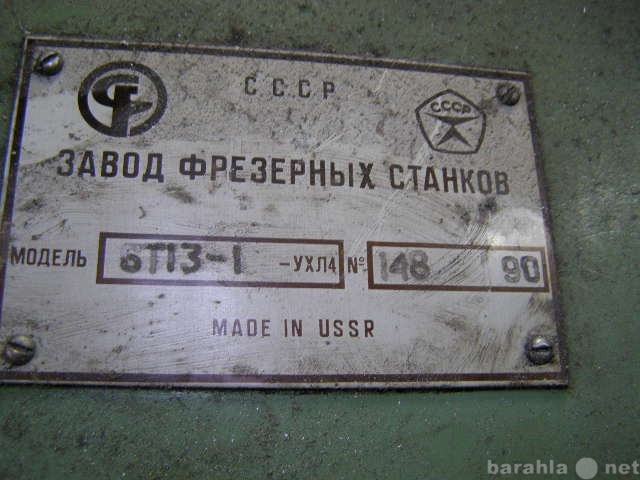 СССР
СССР
ЗАВОД ФРЕЗЕРНЫХ СТАНКОВ
МОДЕЛЬ 6Т13-1 -УХЛ4 № 148 90
MADE IN USSR
barahla net